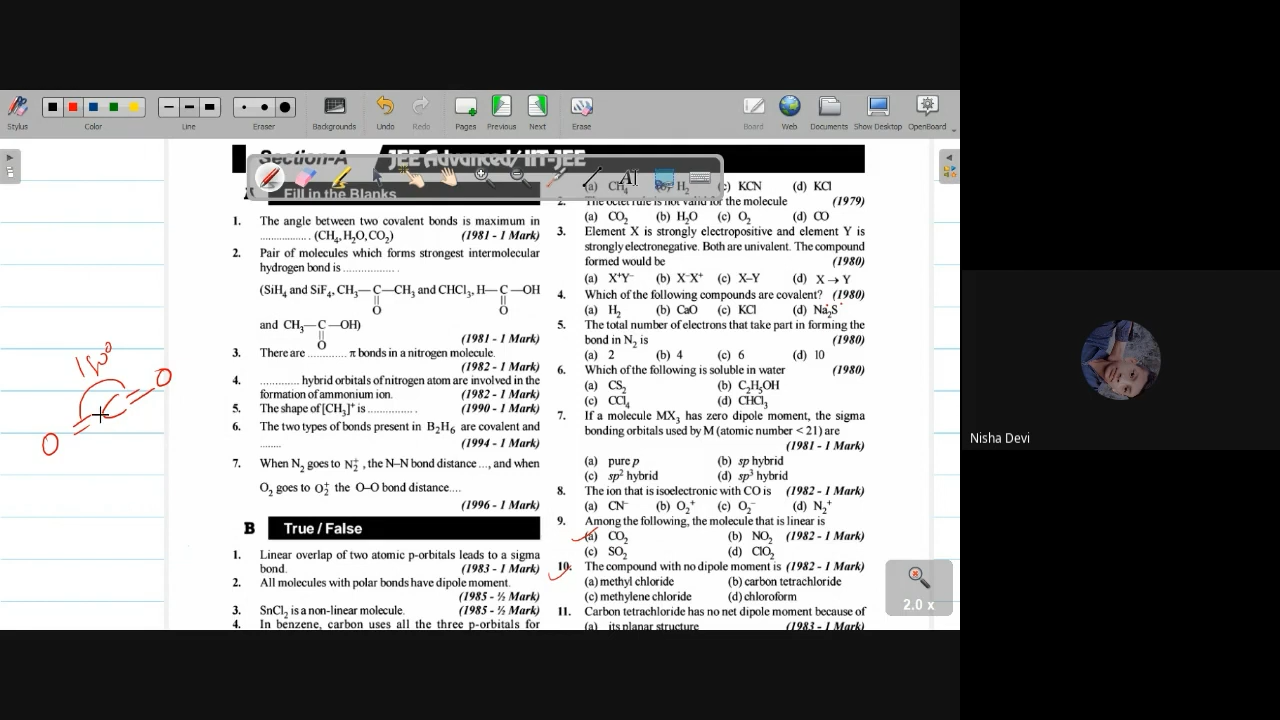 Stylus
Color
Line
Eraser
Backgrounds
Undo
Redo
Pages
Previous
Next
Erase
Board
Web
Documents
Show Desktop
OpenBoard
Section-A JEE Advanced/ IIT-JEE
Fill in the Blanks
1. The angle between two covalent bonds is maximum in
................. (CH₄, H₂O, CO₂) (1981 - 1 Mark)
2. Pair of molecules which forms strongest intermolecular
hydrogen bond is .................
(SiH₄ and SiF₄, CH₃—C—CH₃ and CHCl₃, H—C—OH
|| ||
O O
and CH₃—C—OH)
||
O
(1981 - 1 Mark)
3. There are ............ π bonds in a nitrogen molecule.
(1982 - 1 Mark)
4. ............ hybrid orbitals of nitrogen atom are involved in the
formation of ammonium ion. (1982 - 1 Mark)
5. The shape of [CH₃]⁺ is .............. . (1990 - 1 Mark)
6. The two types of bonds present in B₂H₆ are covalent and
........ (1994 - 1 Mark)
7. When N₂ goes to N₂⁺, the N–N bond distance ..., and when
O₂ goes to O₂⁺ the O–O bond distance....
(1996 - 1 Mark)
B True / False
1. Linear overlap of two atomic p-orbitals leads to a sigma
bond. (1983 - 1 Mark)
2. All molecules with polar bonds have dipole moment.
(1985 - ½ Mark)
3. SnCl₂ is a non-linear molecule. (1985 - ½ Mark)
4. In benzene, carbon uses all the three p-orbitals for
(a) CH₄ (b) H₂ (c) KCN (d) KCl
2. The octet rule is not valid for the molecule (1979)
(a) CO₂ (b) H₂O (c) O₂ (d) CO
3. Element X is strongly electropositive and element Y is
strongly electronegative. Both are univalent. The compound
formed would be (1980)
(a) X⁺Y⁻ (b) X⁻X⁺ (c) X–Y (d) X → Y
4. Which of the following compounds are covalent? (1980)
(a) H₂ (b) CaO (c) KCl (d) Na₂S
5. The total number of electrons that take part in forming the
bond in N₂ is (1980)
(a) 2 (b) 4 (c) 6 (d) 10
6. Which of the following is soluble in water (1980)
(a) CS₂ (b) C₂H₅OH
(c) CCl₄ (d) CHCl₃
7. If a molecule MX₃ has zero dipole moment, the sigma
bonding orbitals used by M (atomic number < 21) are
(1981 - 1 Mark)
(a) pure p (b) sp hybrid
(c) sp² hybrid (d) sp³ hybrid
8. The ion that is isoelectronic with CO is (1982 - 1 Mark)
(a) CN⁻ (b) O₂⁺ (c) O₂⁻ (d) N₂⁺
9. Among the following, the molecule that is linear is
(a) CO₂ (b) NO₂ (1982 - 1 Mark)
(c) SO₂ (d) ClO₂
10. The compound with no dipole moment is (1982 - 1 Mark)
(a) methyl chloride (b) carbon tetrachloride
(c) methylene chloride (d) chloroform
11. Carbon tetrachloride has no net dipole moment because of
(a) its planar structure (1983 - 1 Mark)
180°
O=C=O
2.0 x
Nisha Devi